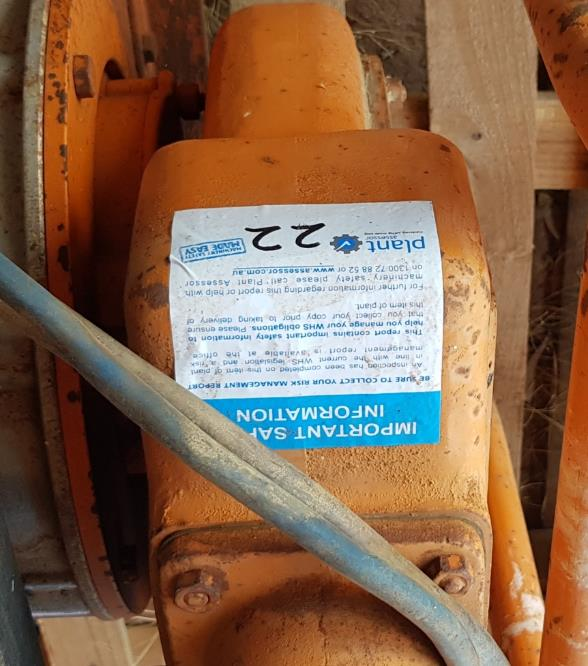 IMPORTANT SAF
INFORMATION
BE SURE TO COLLECT YOUR RISK MANAGEMENT REPORT
An inspection has been completed on this item of plant
in line with the current WHS legislation and a risk
management report is available at the office
This report contains important safety information to
help you manage your WHS obligations. Please ensure
that you collect your copy prior to taking delivery of
this item of plant.
For further information regarding this report or help with
machinery safety please call Plant Assessor
on 1300 72 88 52 or www.assessor.com.au
plant
assessor
22
MACHINERY SAFETY
MADE EASY